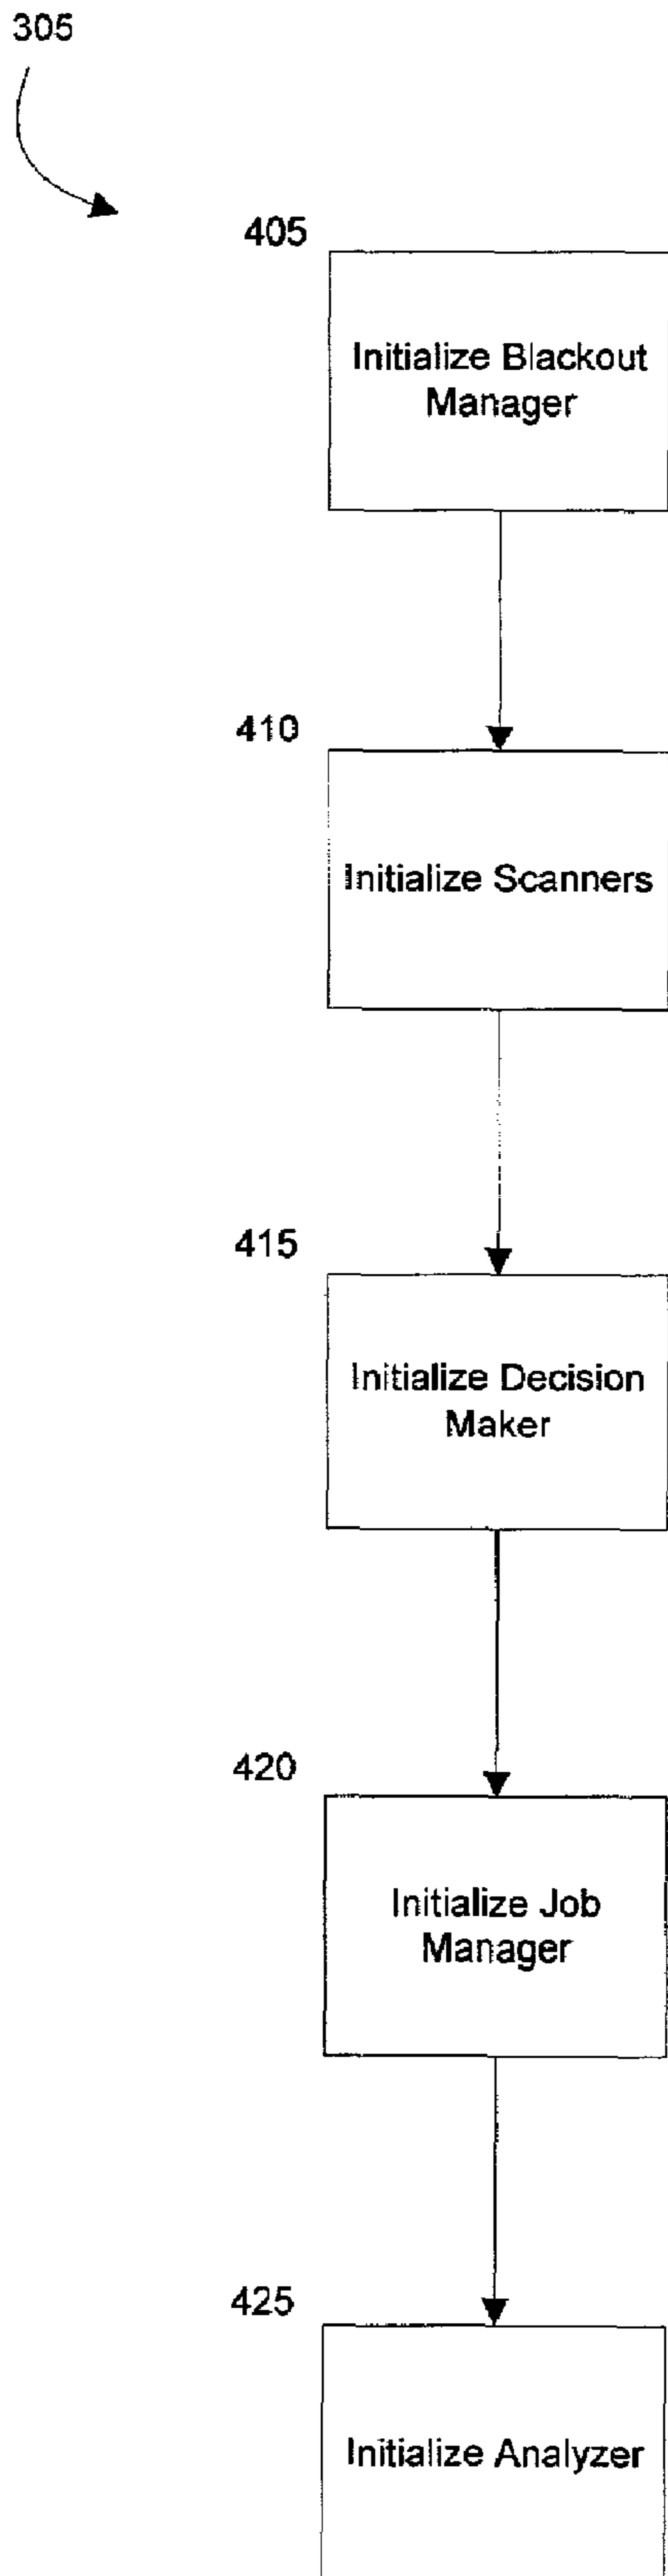 305
405
Initialize Blackout
Manager
410
Initialize Scanners
415
Initialize Decision
Maker
420
Initialize Job
Manager
425
Initialize Analyzer